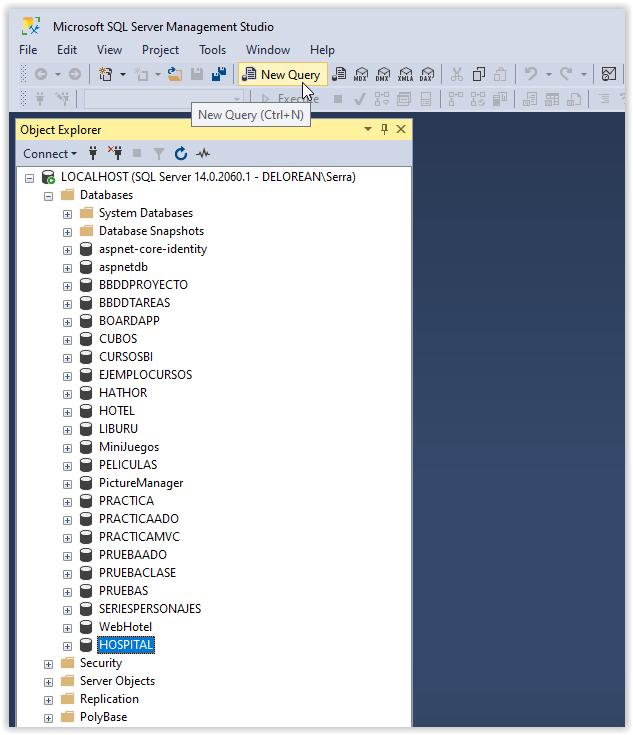 Microsoft SQL Server Management Studio
File Edit View Project Tools Window Help
New Query MDX DMX XMLA DAX
Execute
New Query (Ctrl+N)
Object Explorer
Connect
LOCALHOST (SQL Server 14.0.2060.1 - DELOREAN\Serra)
Databases
System Databases
Database Snapshots
aspnet-core-identity
aspnetdb
BBDDPROYECTO
BBDDTAREAS
BOARDAPP
CUBOS
CURSOSBI
EJEMPLOCURSOS
HATHOR
HOTEL
LIBURU
MiniJuegos
PELICULAS
PictureManager
PRACTICA
PRACTICAADO
PRACTICAMVC
PRUEBAADO
PRUEBACLASE
PRUEBAS
SERIESPERSONAJES
WebHotel
HOSPITAL
Security
Server Objects
Replication
PolyBase